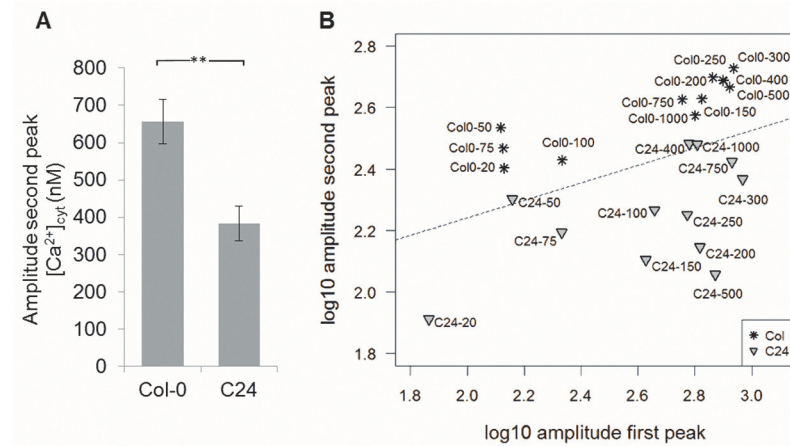 A
**
800
700
600
500
400
300
200
100
0
Amplitude second peak
[Ca2+]cyt (nM)
Col-0 C24
B
2.8
2.6
2.4
2.2
2.0
1.8
log10 amplitude second peak
Col0-250 Col0-300
Col0-200 Col0-400
Col0-500
Col0-750 Col0-150
Col0-1000
Col0-50
Col0-75 Col0-100
Col0-20
C24-400 C24-1000
C24-750
C24-50 C24-300
C24-100 C24-250
C24-75
C24-200
C24-150
C24-500
C24-20
Col
C24
1.8 2.0 2.2 2.4 2.6 2.8 3.0
log10 amplitude first peak